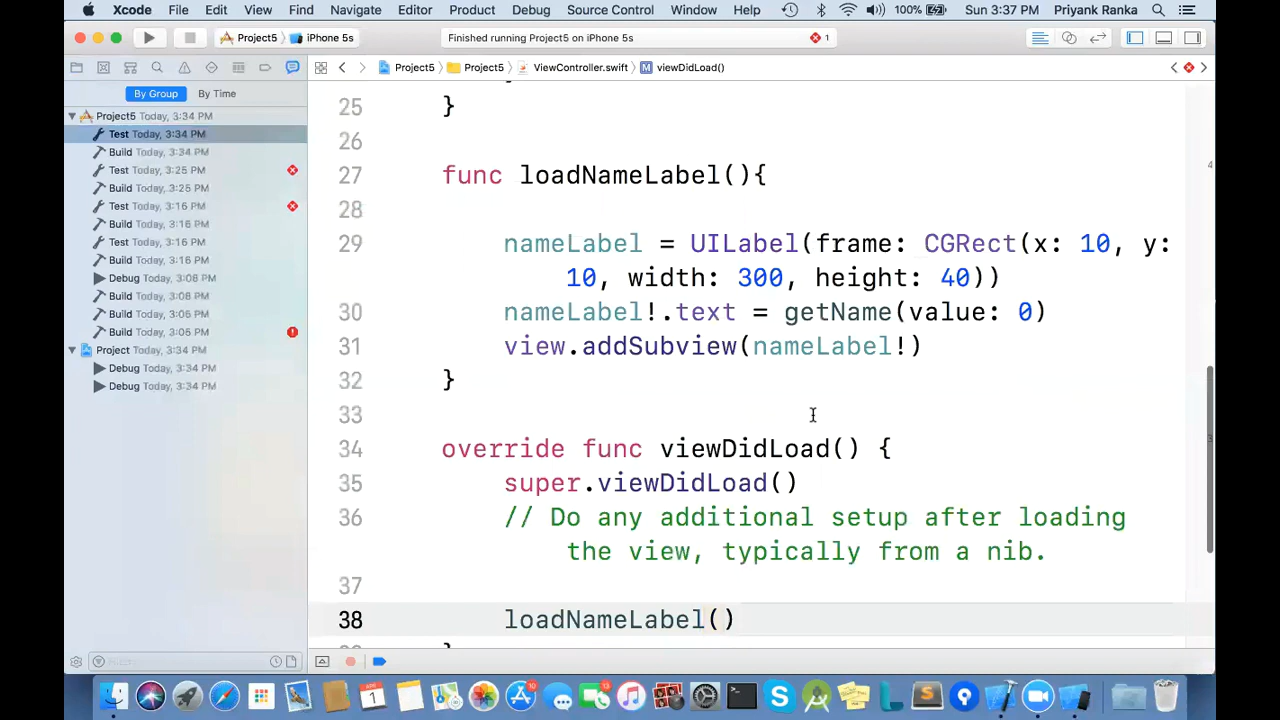 Xcode File Edit View Find Navigate Editor Product Debug Source Control Window Help 100% Sun 3:37 PM Priyank Ranka
Project5 iPhone 5s Finished running Project5 on iPhone 5s 1
Project5 Project5 ViewController.swift M viewDidLoad()
By Group By Time
Project5 Today, 3:34 PM
Test Today, 3:34 PM
Build Today, 3:34 PM
Test Today, 3:25 PM
Build Today, 3:25 PM
Test Today, 3:16 PM
Build Today, 3:16 PM
Test Today, 3:16 PM
Build Today, 3:16 PM
Debug Today, 3:06 PM
Build Today, 3:06 PM
Build Today, 3:06 PM
Build Today, 3:05 PM
Project Today, 3:34 PM
Debug Today, 3:34 PM
Debug Today, 3:34 PM
25 }
26
27 func loadNameLabel(){
28
29 nameLabel = UILabel(frame: CGRect(x: 10, y:
10, width: 300, height: 40))
30 nameLabel!.text = getName(value: 0)
31 view.addSubview(nameLabel!)
32 }
33
34 override func viewDidLoad() {
35 super.viewDidLoad()
36 // Do any additional setup after loading
the view, typically from a nib.
37
38 loadNameLabel()